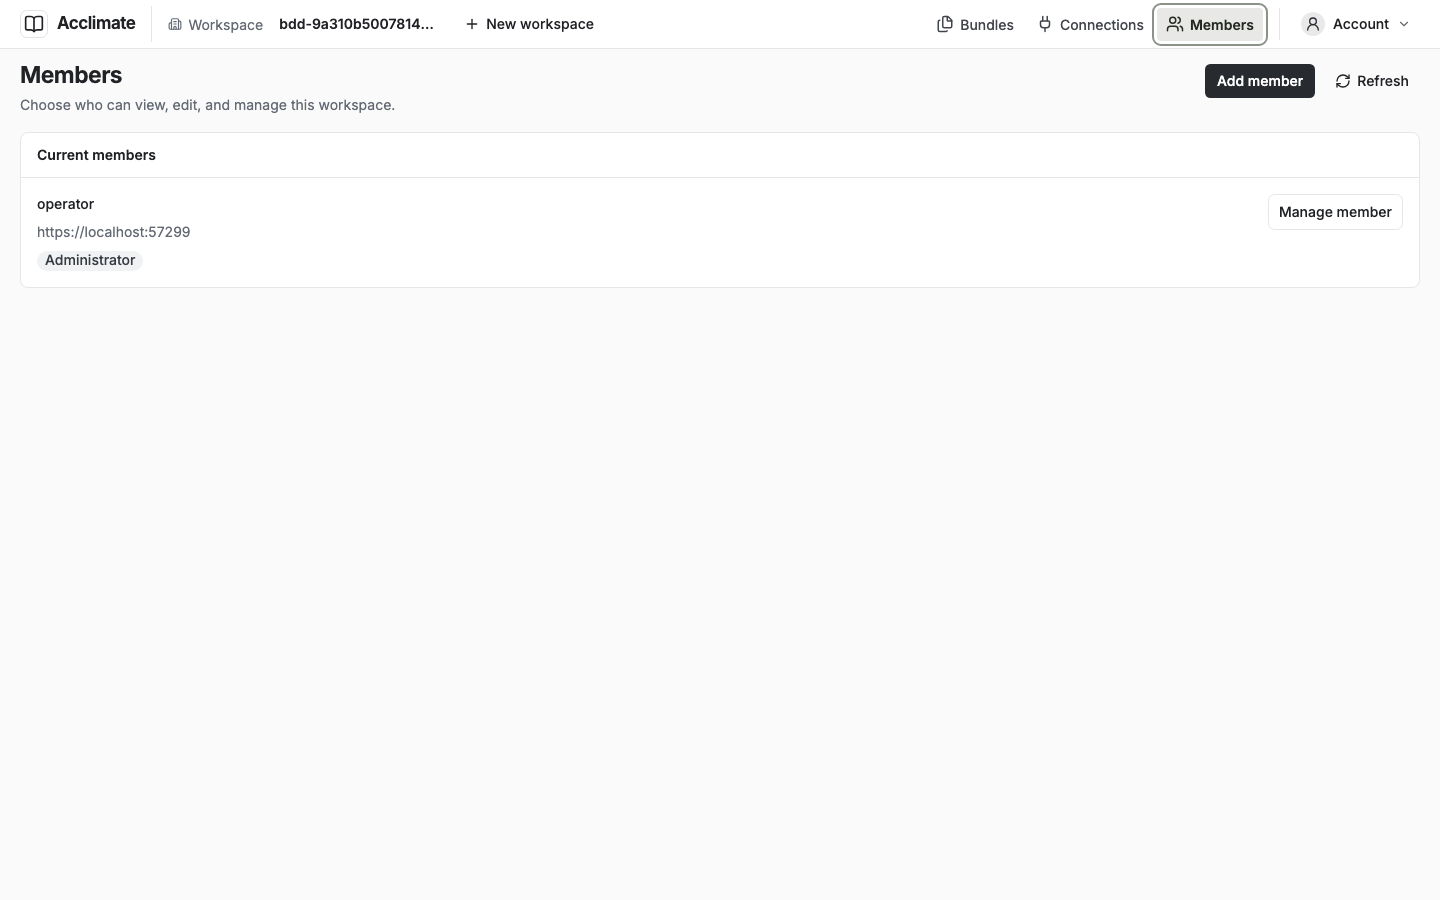 Acclimate
Workspace
bdd-9a310b5007814...
New workspace
Bundles
Connections
Members
Account
Members
Add member
Refresh
Choose who can view, edit, and manage this workspace.
Current members
operator
Manage member
https://localhost:57299
Administrator